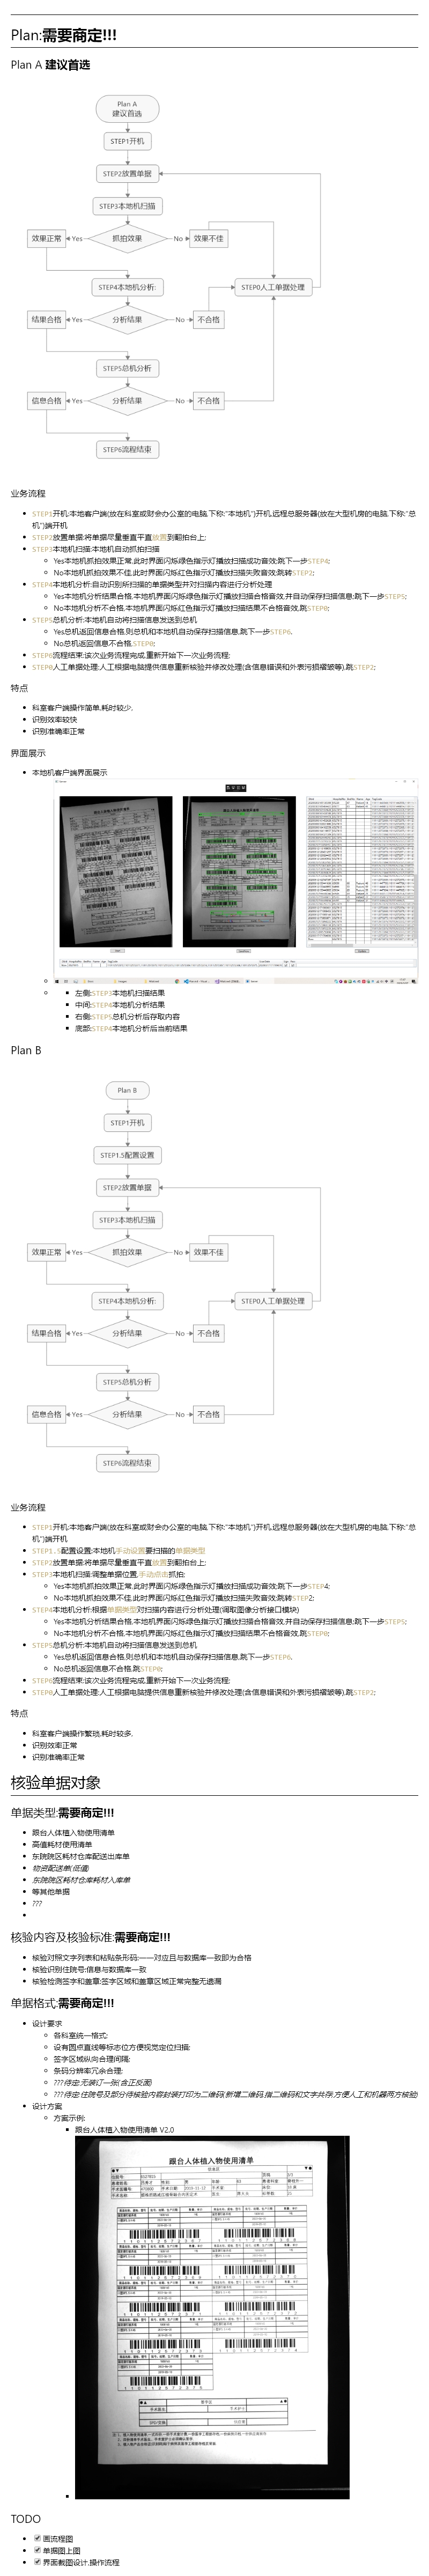 Plan:需要商定!!!
Plan A 建议首选
Plan A
建议首选
STEP1开机
STEP2放置单据
STEP3本地机扫描
效果正常
Yes
抓拍效果
No
效果不佳
STEP4本地机分析:
STEP0人工单据处理
结果合格
Yes
分析结果
No
不合格
STEP5总机分析
信息合格
Yes
分析结果
No
不合格
STEP6流程结束
业务流程
STEP1开机:本地客户端(放在科室或财会办公室的电脑,下称:"本地机")开机,远程总服务器(放在大型机房的电脑,下称:"总
机")端开机
STEP2放置单据:将单据尽量垂直平直放置到翻拍台上;
STEP3本地机扫描:本地机自动抓拍扫描
Yes本地机抓拍效果正常,此时界面闪烁绿色指示灯播放扫描成功音效;跳下一步STEP4;
No本地机抓拍效果不佳,此时界面闪烁红色指示灯播放扫描失败音效;跳转STEP2;
STEP4本地机分析:自动识别所扫描的单据类型并对扫描内容进行分析处理
Yes本地机分析结果合格,本地机界面闪烁绿色指示灯播放扫描合格音效,并自动保存扫描信息;跳下一步STEP5;
No本地机分析不合格,本地机界面闪烁红色指示灯播放扫描结果不合格音效,跳STEP0;
STEP5总机分析:本地机自动将扫描信息发送到总机
Yes总机返回信息合格,则总机和本地机自动保存扫描信息,跳下一步STEP6.
No总机返回信息不合格,STEP0;
STEP6流程结束:该次业务流程完成,重新开始下一次业务流程;
STEP0人工单据处理:人工根据电脑提供信息重新核验并修改处理(含信息错误和外表污损褶皱等),跳STEP2;
特点
科室客户端操作简单,耗时较少,
识别效率较快
识别准确率正常
界面展示
本地机客户端界面展示
左侧:STEP3本地机扫描结果
中间:STEP4本地机分析结果
右侧:STEP5总机分析后存取内容
底部:STEP4本地机分析后当前结果
Plan B
Plan B
STEP1开机
STEP1.5配置设置
STEP2放置单据
STEP3本地机扫描
效果正常
Yes
抓拍效果
No
效果不佳
STEP4本地机分析:
STEP0人工单据处理
结果合格
Yes
分析结果
No
不合格
STEP5总机分析
信息合格
Yes
分析结果
No
不合格
STEP6流程结束
业务流程
STEP1开机:本地客户端(放在科室或财会办公室的电脑,下称:"本地机")开机,远程总服务器(放在大型机房的电脑,下称:"总
机")端开机
STEP1.5配置设置:本地机手动设置要扫描的单据类型
STEP2放置单据:将单据尽量垂直平直放置到翻拍台上;
STEP3本地机扫描:调整单据位置,手动点击抓拍;
Yes本地机抓拍效果正常,此时界面闪烁绿色指示灯播放扫描成功音效;跳下一步STEP4;
No本地机抓拍效果不佳,此时界面闪烁红色指示灯播放扫描失败音效;跳转STEP2;
STEP4本地机分析:根据单据类型对扫描内容进行分析处理(调取图像分析接口模块)
Yes本地机分析结果合格,本地机界面闪烁绿色指示灯播放扫描合格音效,并自动保存扫描信息;跳下一步STEP5;
No本地机分析不合格,本地机界面闪烁红色指示灯播放扫描结果不合格音效,跳STEP0;
STEP5总机分析:本地机自动将扫描信息发送到总机
Yes总机返回信息合格,则总机和本地机自动保存扫描信息,跳下一步STEP6.
No总机返回信息不合格,跳STEP0;
STEP6流程结束:该次业务流程完成,重新开始下一次业务流程;
STEP0人工单据处理:人工根据电脑提供信息重新核验并修改处理(含信息错误和外表污损褶皱等),跳STEP2;
特点
科室客户端操作繁琐,耗时较多,
识别效率正常
识别准确率正常
核验单据对象
单据类型:需要商定!!!
跟台人体植入物使用清单
高值耗材使用清单
东院院区耗材仓库配送出库单
物资配送单(低值)
东院院区耗材仓库耗材入库单
等其他单据
???
核验内容及核验标准:需要商定!!!
核验对照文字列表和粘贴条形码:一一对应且与数据库一致即为合格
核验识别住院号:信息与数据库一致
核验检测签字和盖章:签字区域和盖章区域正常完整无遗漏
单据格式:需要商定!!!
设计要求
各科室统一格式;
设有圆点直线等标志位方便视觉定位扫描;
签字区域纵向合理间隔;
条码分辨率冗余合理;
???待定:无装订一张(含正反面)
???待定:住院号及部分待核验内容封装打印为二维码(新增二维码,指二维码和文字共存,方便人工和机器两方核验)
设计方案
方案示例:
跟台人体植入物使用清单 V2.0
跟台人体植入物使用清单
TODO
画流程图
单据图上图
界面截图设计,操作流程